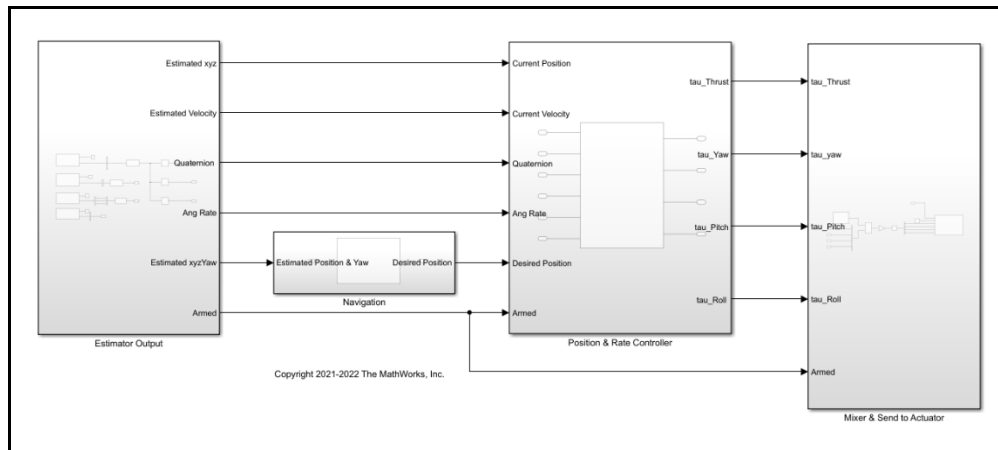 Estimated xyz
Estimated Velocity
Quaternion
Ang Rate
Estimated xyzYaw
Armed
Estimator Output
Estimated Position & Yaw
Desired Position
Navigation
Current Position
Current Velocity
Quaternion
Ang Rate
Desired Position
Armed
tau_Thrust
tau_Yaw
tau_Pitch
tau_Roll
Position & Rate Controller
tau_Thrust
tau_yaw
tau_Pitch
tau_Roll
Armed
Mixer & Send to Actuator
Copyright 2021-2022 The MathWorks, Inc.